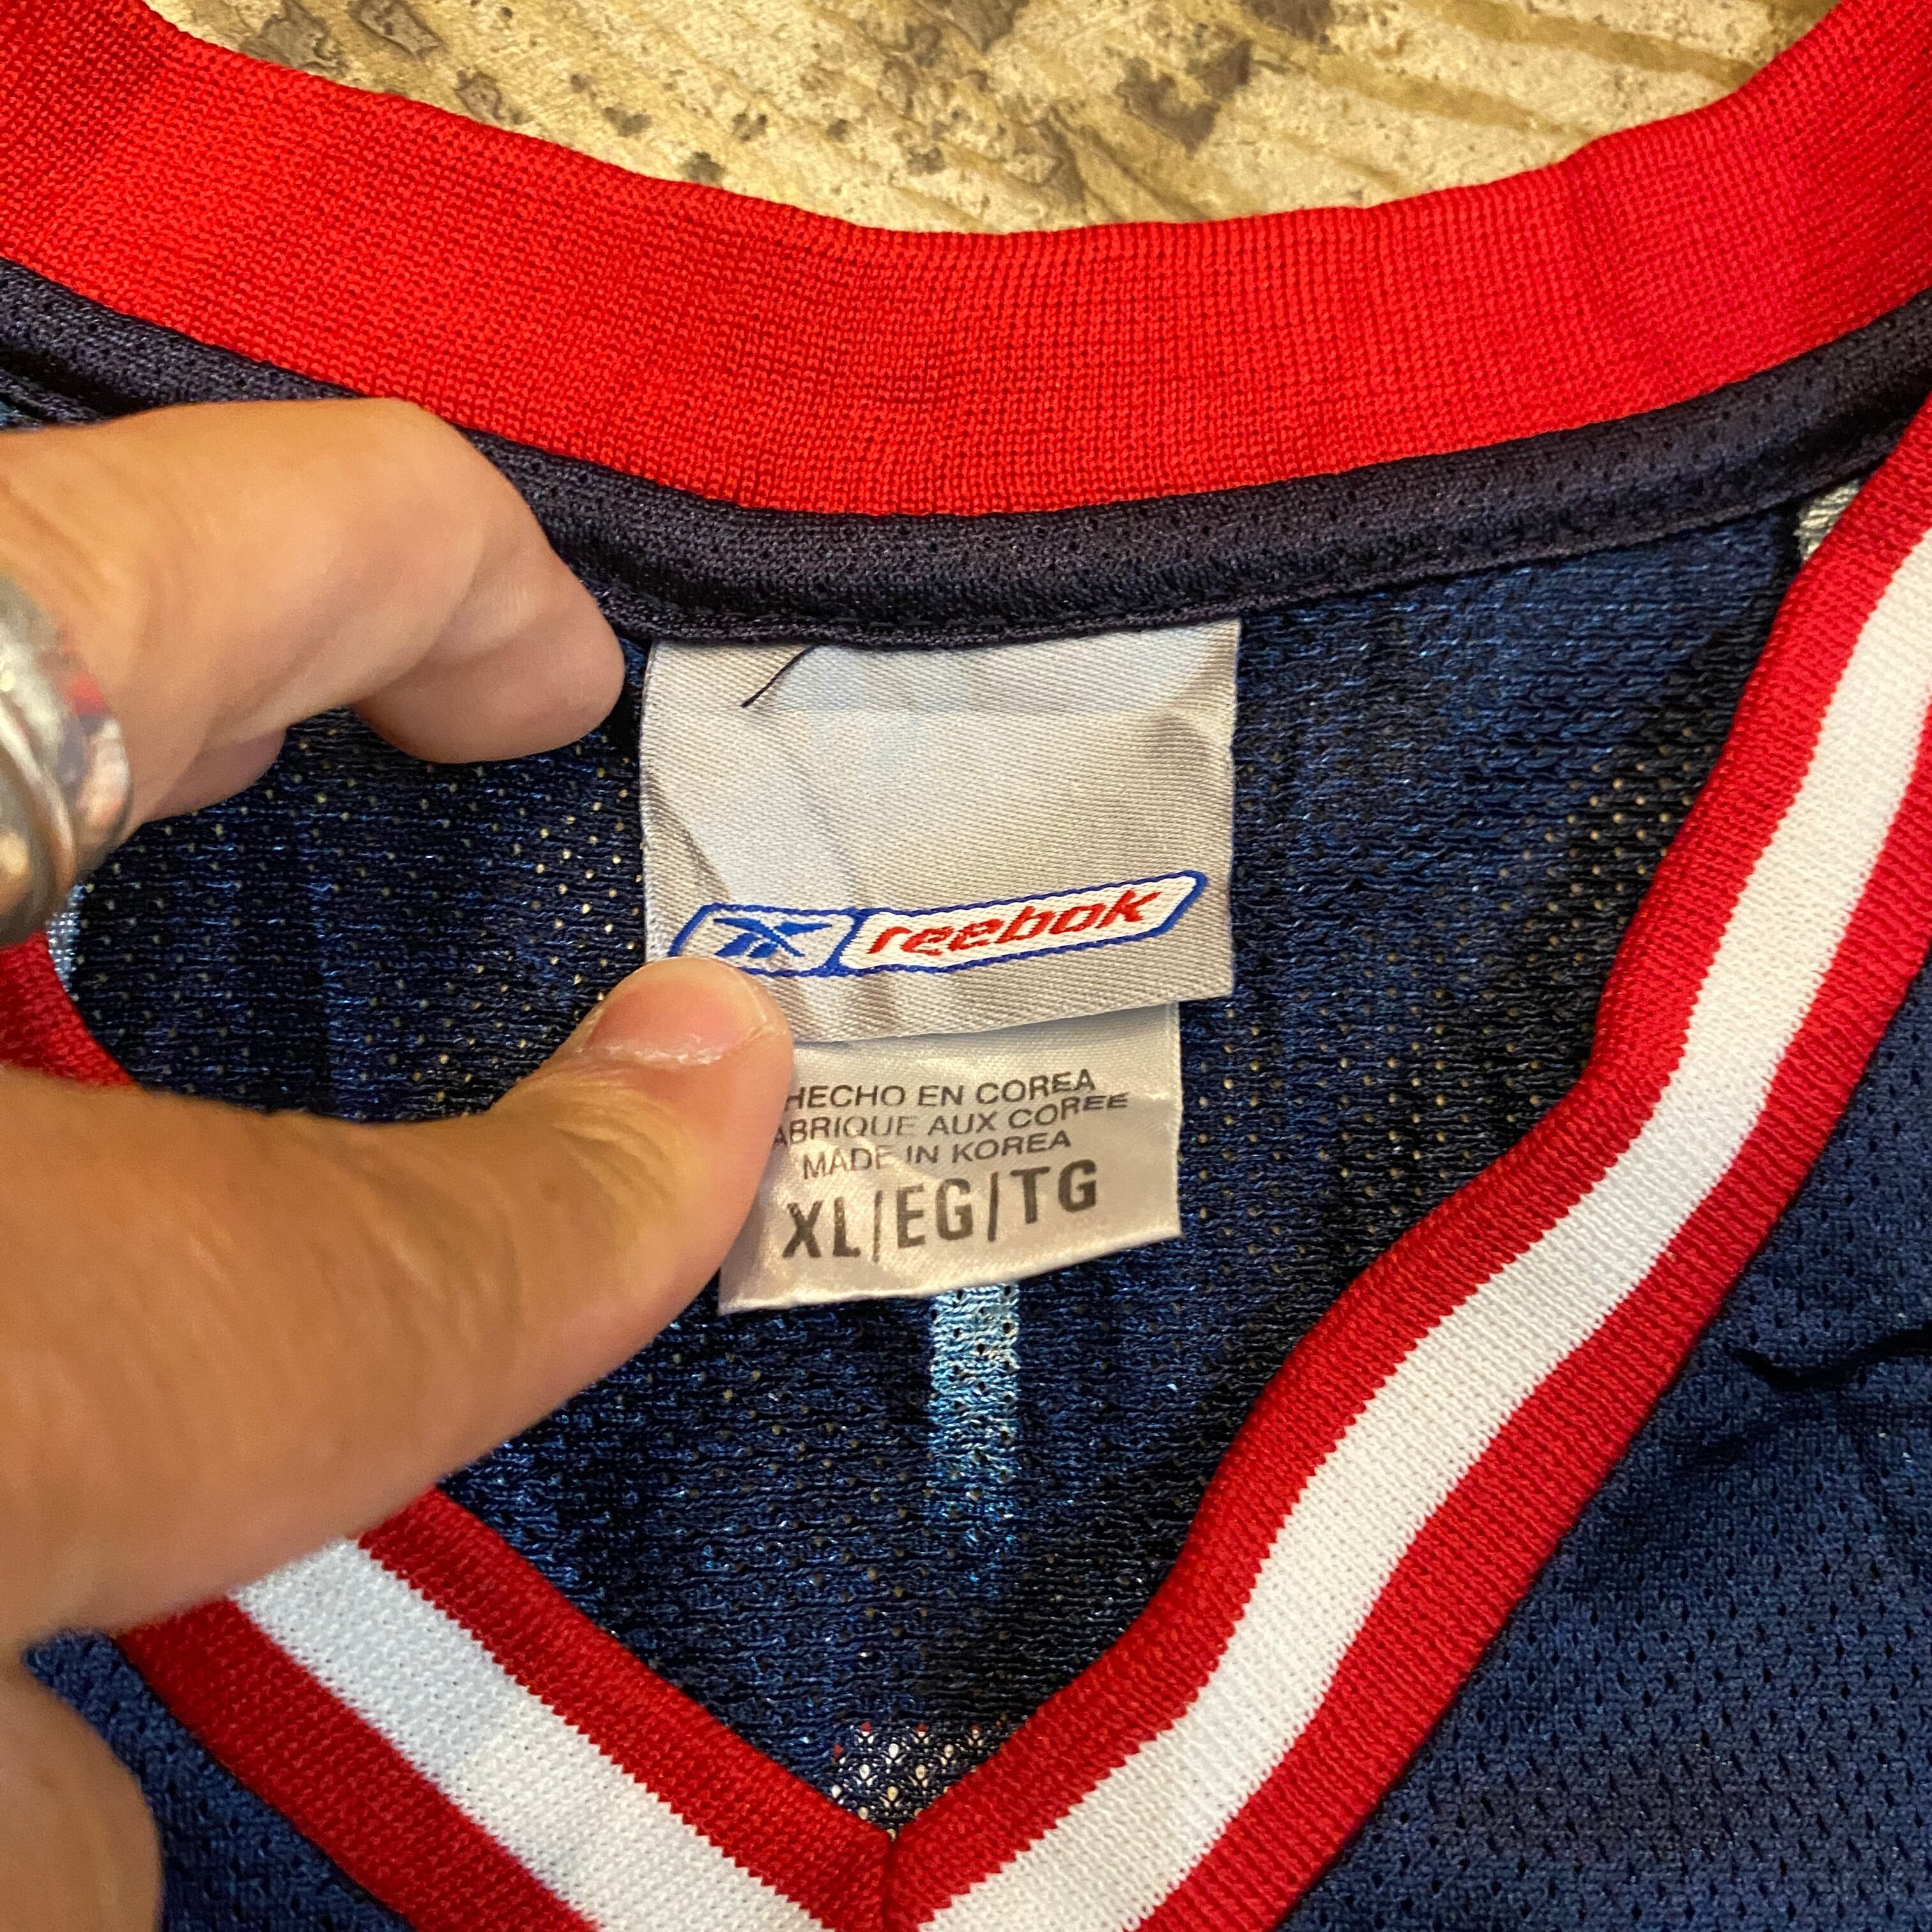 reebok
HECHO EN COREA
ABRIQUE AUX COREE
MADE IN KOREA
XL/EG/TG